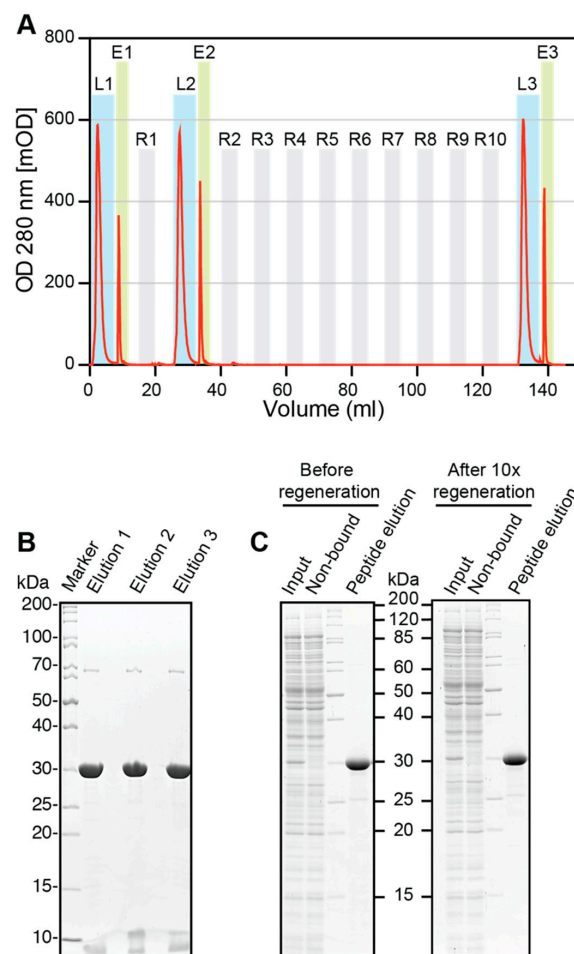 A
800
600
400
200
0
OD 280 nm [mOD]
L1
E1
R1
L2
E2
R2 R3 R4 R5 R6 R7 R8 R9 R10
L3
E3
0 20 40 60 80 100 120 140
Volume (ml)
B
kDa
Marker
Elution 1
Elution 2
Elution 3
200-
100-
70-
50-
40-
30-
25-
20-
15-
10-
C
Before
regeneration
After 10x
regeneration
Input
Non-bound
Peptide elution
kDa
Input
Non-bound
Peptide elution
200
120
85
60
50
40
30
25
20
15